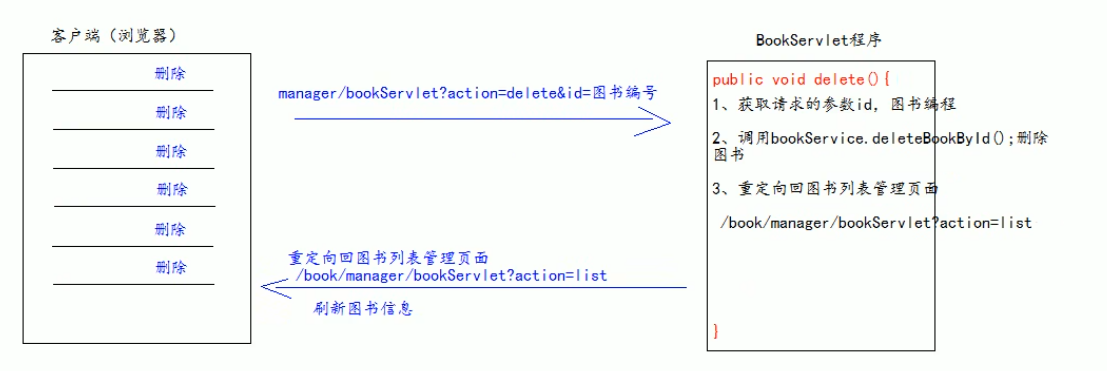 客户端（浏览器）
删除
删除
删除
删除
删除
删除
manager/bookServlet?action=delete&id=图书编号
重定向回图书列表管理页面
/book/manager/bookServlet?action=list
刷新图书信息
BookServlet程序
public void delete(){
1、获取请求的参数id，图书编程
2、调用bookService.deleteBookById();删除
图书
3、重定向回图书列表管理页面
/book/manager/bookServlet?action=list
}